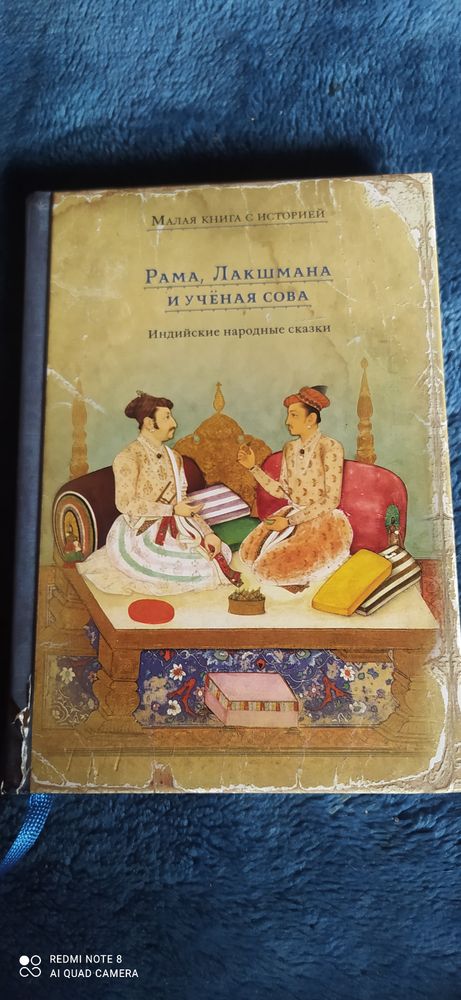 Малая книга с историей
Рама, Лакшмана
и учёная сова
Индийские народные сказки
REDMI NOTE 8
AI QUAD CAMERA